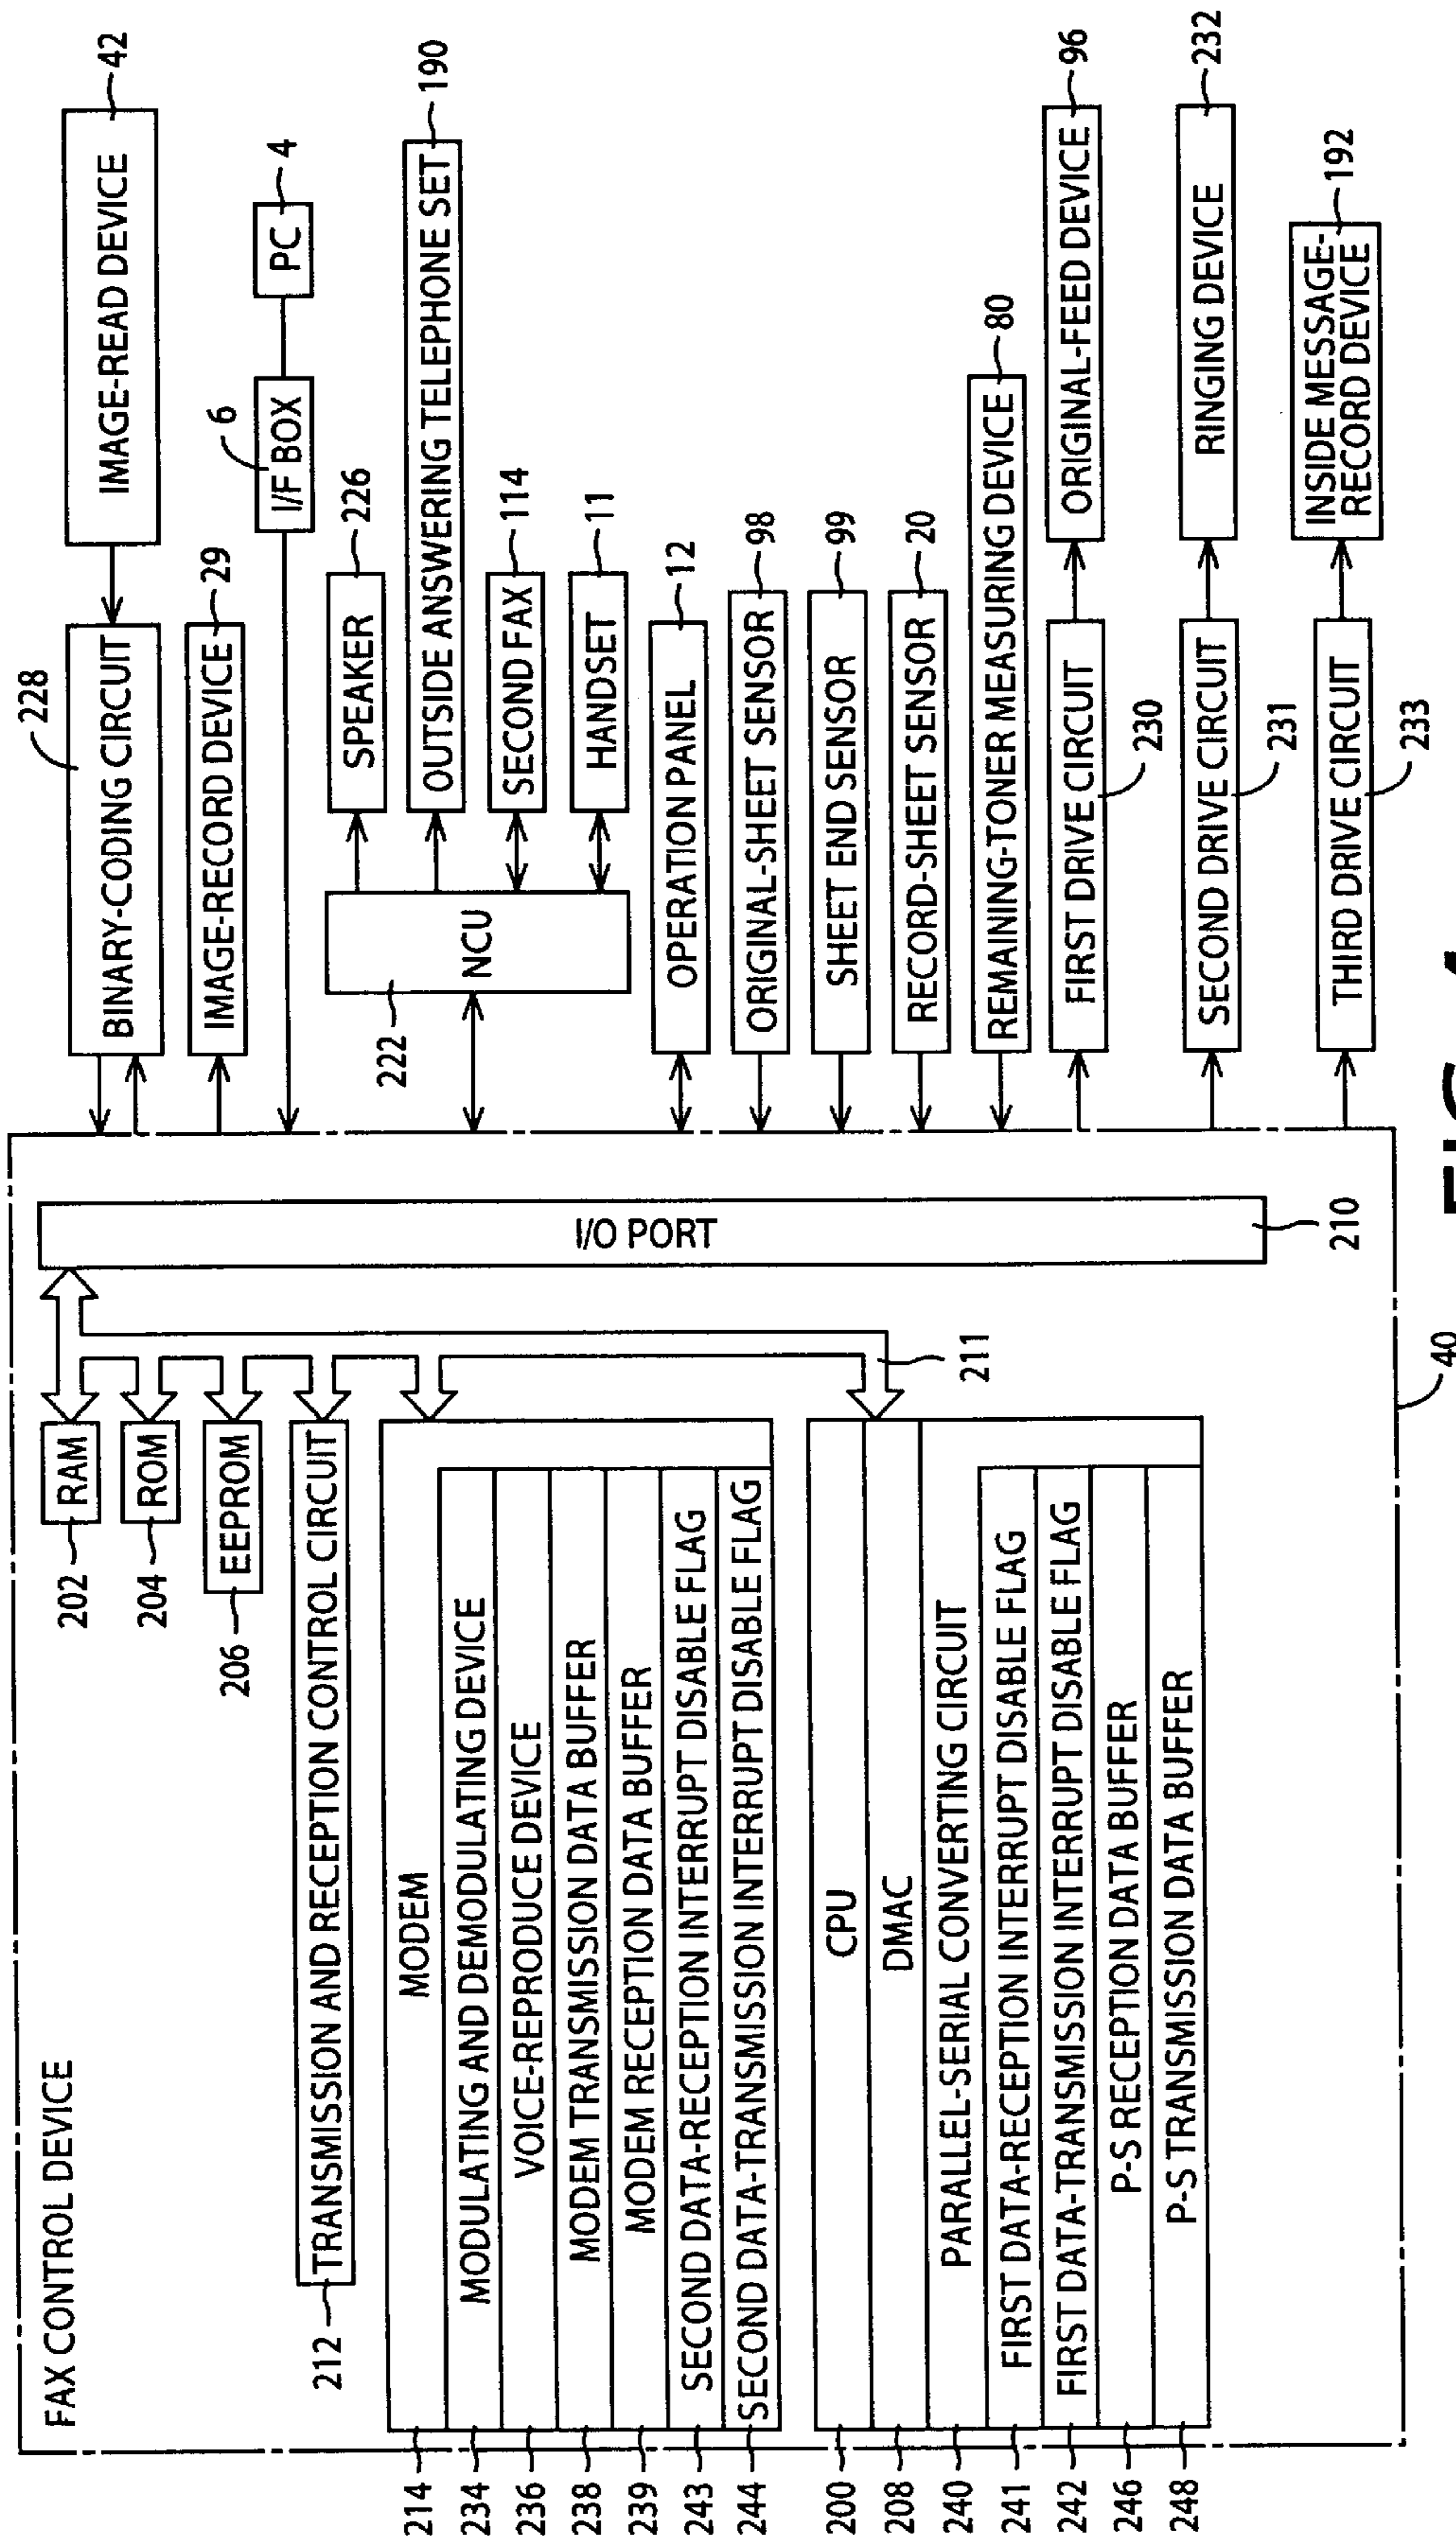 FAX CONTROL DEVICE
202
RAM
204
ROM
206
EEPROM
212
TRANSMISSION AND RECEPTION CONTROL CIRCUIT
214
MODEM
234
MODULATING AND DEMODULATING DEVICE
236
VOICE-REPRODUCE DEVICE
238
MODEM TRANSMISSION DATA BUFFER
239
MODEM RECEPTION DATA BUFFER
243
SECOND DATA-RECEPTION INTERRUPT DISABLE FLAG
244
SECOND DATA-TRANSMISSION INTERRUPT DISABLE FLAG
200
CPU
208
DMAC
240
PARALLEL-SERIAL CONVERTING CIRCUIT
241
FIRST DATA-RECEPTION INTERRUPT DISABLE FLAG
242
FIRST DATA-TRANSMISSION INTERRUPT DISABLE FLAG
246
P-S RECEPTION DATA BUFFER
248
P-S TRANSMISSION DATA BUFFER
211
40
I/O PORT
210
228
BINARY-CODING CIRCUIT
IMAGE-READ DEVICE
42
IMAGE-RECORD DEVICE
29
6
I/F BOX
PC
4
222
NCU
SPEAKER
226
OUTSIDE ANSWERING TELEPHONE SET
190
SECOND FAX
114
HANDSET
11
OPERATION PANEL
12
ORIGINAL-SHEET SENSOR
98
SHEET END SENSOR
99
RECORD-SHEET SENSOR
20
REMAINING-TONER MEASURING DEVICE
80
FIRST DRIVE CIRCUIT
230
ORIGINAL-FEED DEVICE
96
SECOND DRIVE CIRCUIT
231
RINGING DEVICE
232
THIRD DRIVE CIRCUIT
233
INSIDE MESSAGE-
RECORD DEVICE
192